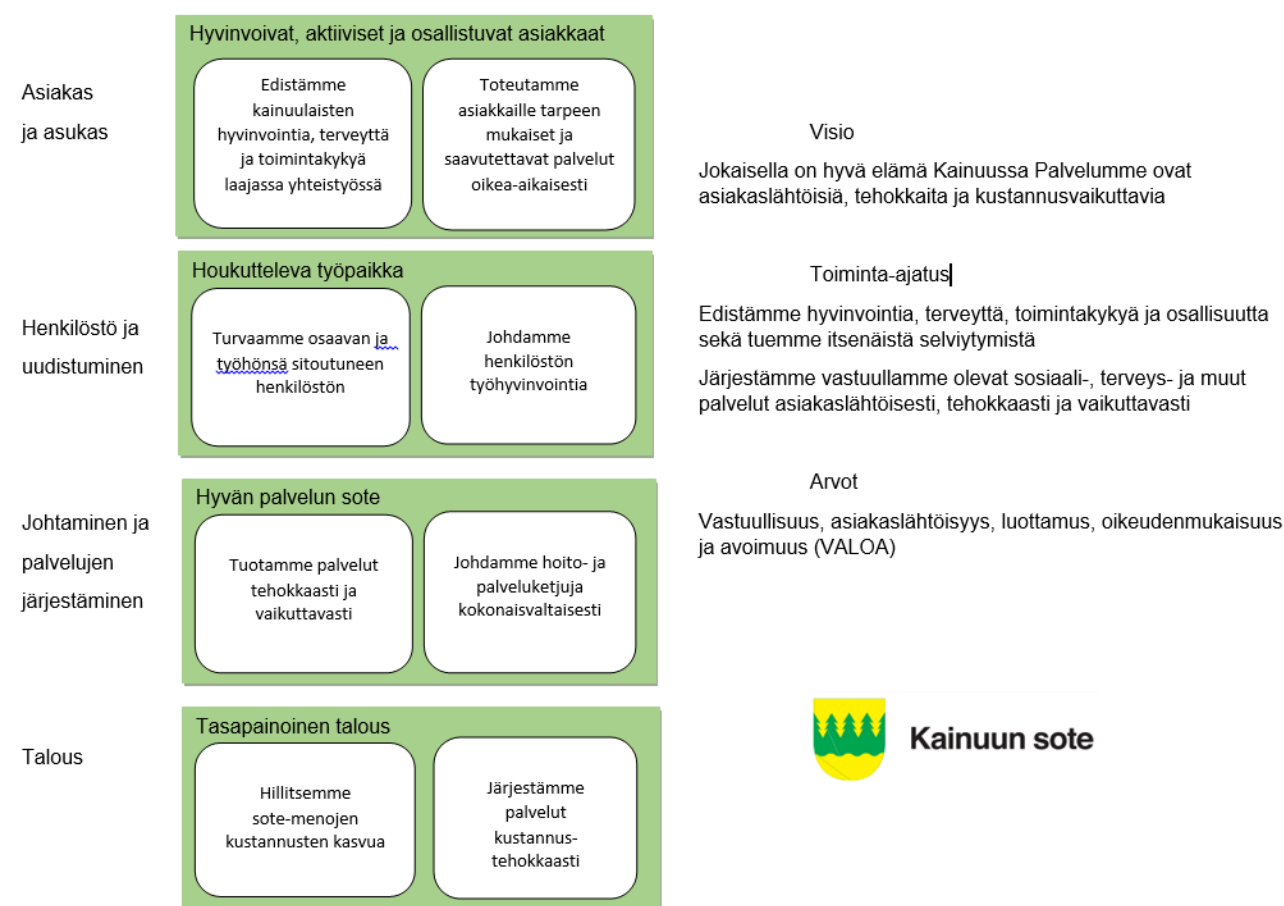 Asiakas
ja asukas
Hyvinvoivat, aktiiviset ja osallistuvat asiakkaat
Edistämme
kainuulaisten
hyvinvointia, terveyttä
ja toimintakykyä
laajassa yhteistyössä
Toteutamme
asiakkaille tarpeen
mukaiset ja
saavutettavat palvelut
oikea-aikaisesti
Henkilöstö ja
uudistuminen
Houkutteleva työpaikka
Turvaamme osaavan ja
työhönsä sitoutuneen
henkilöstön
Johdamme
henkilöstön
työhyvinvointia
Johtaminen ja
palvelujen
järjestäminen
Hyvän palvelun sote
Tuotamme palvelut
tehokkaasti ja
vaikuttavasti
Johdamme hoito- ja
palveluketjuja
kokonaisvaltaisesti
Talous
Tasapainoinen talous
Hillitsemme
sote-menojen
kustannusten kasvua
Järjestämme
palvelut
kustannus-
tehokkaasti
Visio
Jokaisella on hyvä elämä Kainuussa Palvelumme ovat
asiakaslähtöisiä, tehokkaita ja kustannusvaikuttavia
Toiminta-ajatus
Edistämme hyvinvointia, terveyttä, toimintakykyä ja osallisuutta
sekä tuemme itsenäistä selviytymistä
Järjestämme vastuullamme olevat sosiaali-, terveys- ja muut
palvelut asiakaslähtöisesti, tehokkaasti ja vaikuttavasti
Arvot
Vastuullisuus, asiakaslähtöisyys, luottamus, oikeudenmukaisuus
ja avoimuus (VALOA)
Kainuun sote